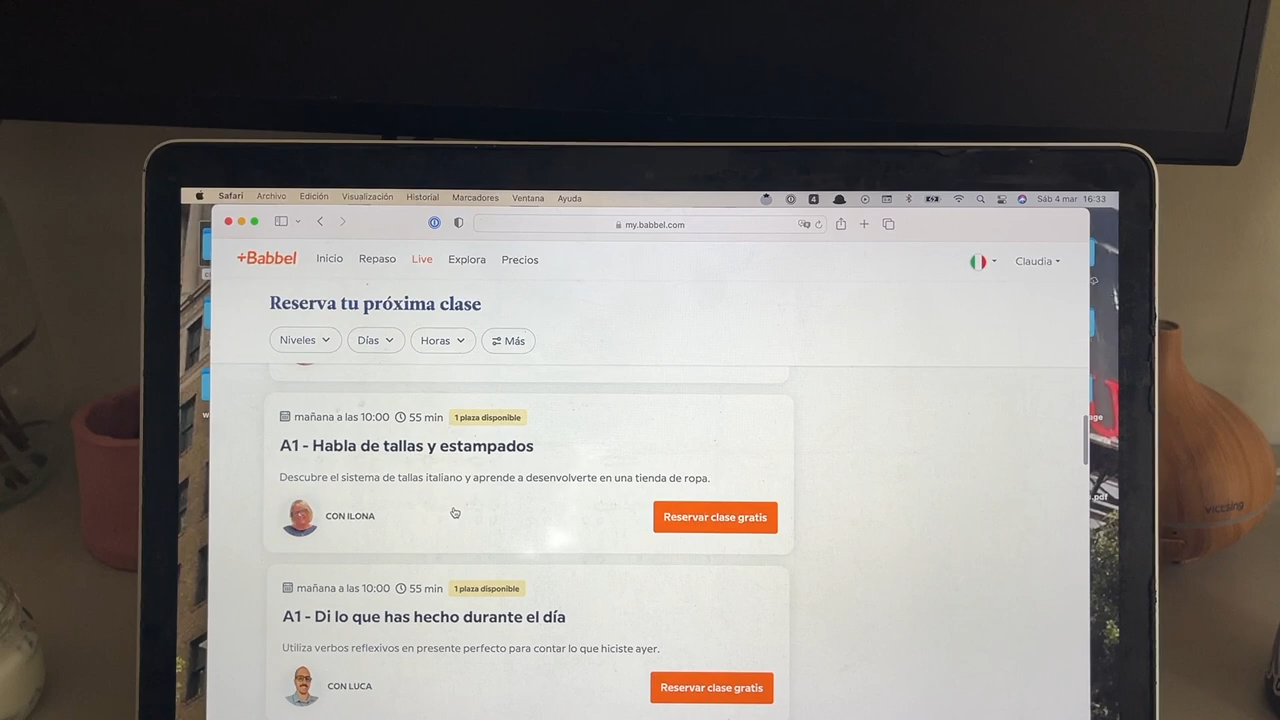 Safari Archivo Edición Visualización Historial Marcadores Ventana Ayuda
4
Sáb 4 mar 16:33
my.babbel.com
+Babbel Inicio Repaso Live Explora Precios
Claudia
Reserva tu próxima clase
Niveles Días Horas Más
mañana a las 10:00 55 min 1 plaza disponible
A1 - Habla de tallas y estampados
Descubre el sistema de tallas italiano y aprende a desenvolverte en una tienda de ropa.
CON ILONA
Reservar clase gratis
mañana a las 10:00 55 min 1 plaza disponible
A1 - Di lo que has hecho durante el día
Utiliza verbos reflexivos en presente perfecto para contar lo que hiciste ayer.
CON LUCA
Reservar clase gratis
.pdf
victsing